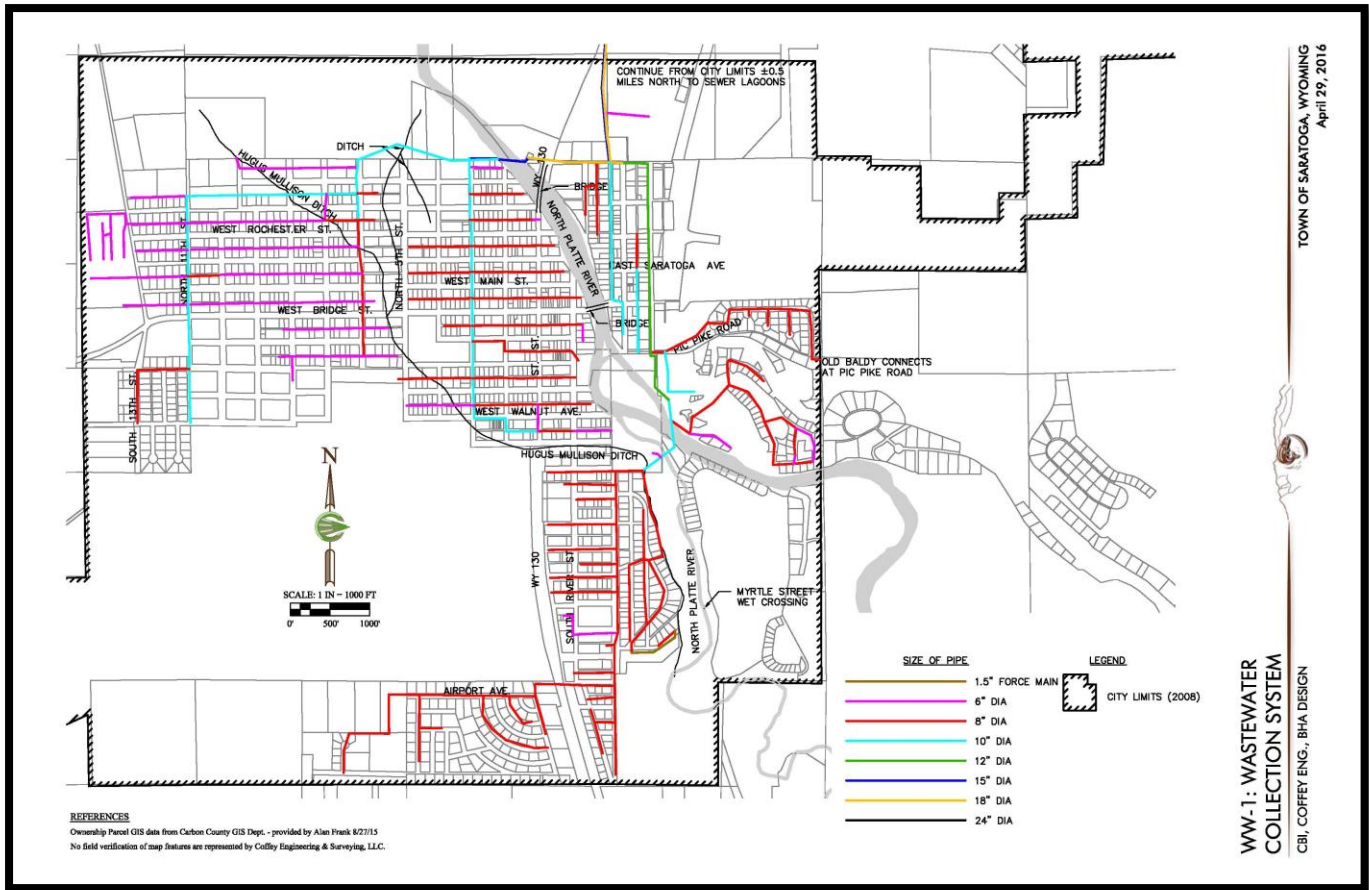 CONTINUE FROM CITY LIMITS ±0.5
MILES NORTH TO SEWER LAGOONS
DITCH
HUGUS MULLISON DITCH
WY 130
BRIDGE
NORTH PLATTE RIVER
NORTH 11TH ST.
WEST ROCHESTER ST.
NORTH 5TH ST.
EAST SARATOGA AVE
WEST MAIN ST.
WEST BRIDGE ST.
BRIDGE
PIC PIKE ROAD
OLD BALDY CONNECTS
AT PIC PIKE ROAD
ST. ST.
SOUTH 13TH ST.
WEST WALNUT AVE.
HUGUS MULLISON DITCH
N
WY 130
SOUTH RIVER ST
NORTH PLATTE RIVER
MYRTLE STREET
WET CROSSING
SCALE: 1 IN = 1000 FT
0' 500' 1000'
AIRPORT AVE.
SIZE OF PIPE
1.5" FORCE MAIN
6" DIA
8" DIA
10" DIA
12" DIA
15" DIA
18" DIA
24" DIA
LEGEND
CITY LIMITS (2008)
REFERENCES
Ownership Parcel GIS data from Carbon County GIS Dept. - provided by Alan Frank 8/27/15
No field verification of map features are represented by Coffey Engineering & Surveying, LLC.
TOWN OF SARATOGA, WYOMING
April 29, 2016
WW-1: WASTEWATER
COLLECTION SYSTEM
CBI, COFFEY ENG., BHA DESIGN